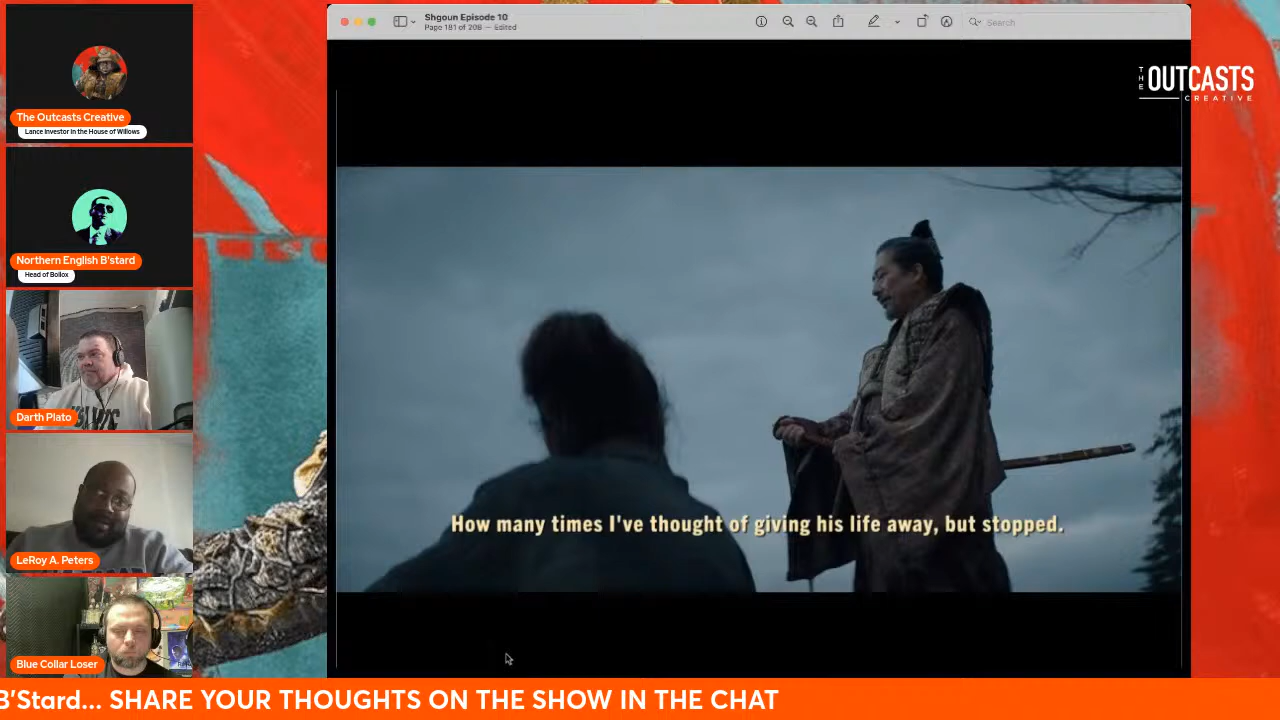 The Outcasts Creative
Lance Investor In the House of Willows
Northern English B'stard
Head of Bollox
Darth Plato
LeRoy A. Peters
Blue Collar Loser
Shgoun Episode 10
Page 181 of 208 — Edited
Search
THE OUTCASTS
CREATIVE
How many times I've thought of giving his life away, but stopped.
B'Stard... SHARE YOUR THOUGHTS ON THE SHOW IN THE CHAT